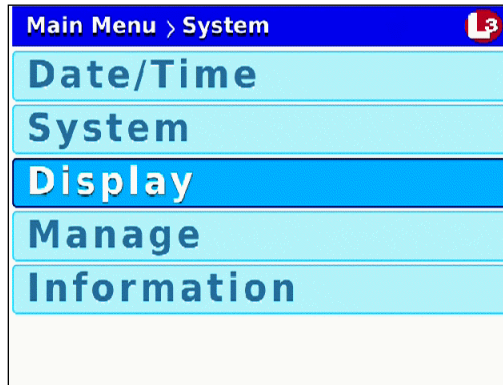 Main Menu > System
L3
Date/Time
System
Display
Manage
Information